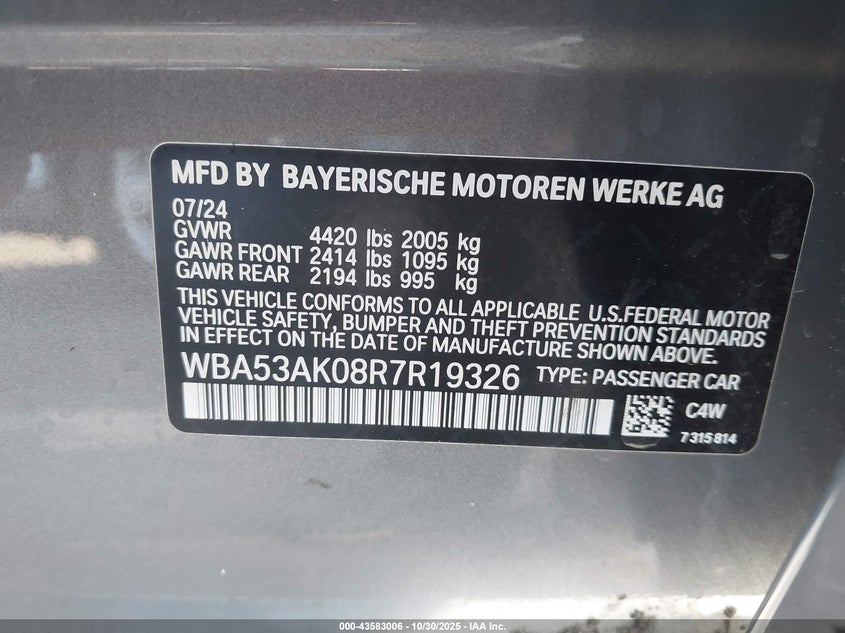 MFD BY BAYERISCHE MOTOREN WERKE AG
07/24
GVWR 4420 lbs 2005 kg
GAWR FRONT 2414 lbs 1095 kg
GAWR REAR 2194 lbs 995 kg
THIS VEHICLE CONFORMS TO ALL APPLICABLE U.S.FEDERAL MOTOR
VEHICLE SAFETY, BUMPER AND THEFT PREVENTION STANDARDS
IN EFFECT ON THE DATE OF MANUFACTURE SHOWN ABOVE.
WBA53AK08R7R19326 TYPE: PASSENGER CAR
C4W
7315814
000-43583006 - 10/30/2025 - IAA Inc.